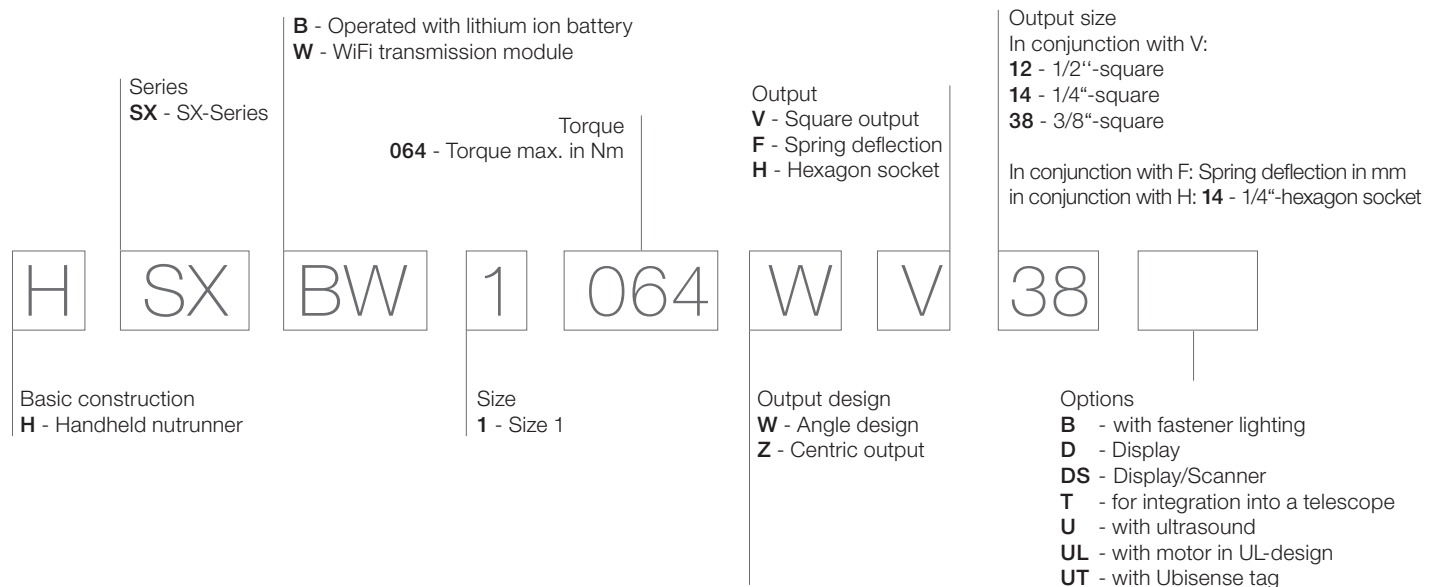 B - Operated with lithium ion battery
W - WiFi transmission module
Series
SX - SX-Series
Torque
064 - Torque max. in Nm
Output
V - Square output
F - Spring deflection
H - Hexagon socket
Output size
In conjunction with V:
12 - 1/2‘‘-square
14 - 1/4“-square
38 - 3/8“-square
In conjunction with F: Spring deflection in mm
in conjunction with H: 14 - 1/4“-hexagon socket
H SX BW 1 064 W V 38
Basic construction
H - Handheld nutrunner
Size
1 - Size 1
Output design
W - Angle design
Z - Centric output
Options
B - with fastener lighting
D - Display
DS - Display/Scanner
T - for integration into a telescope
U - with ultrasound
UL - with motor in UL-design
UT - with Ubisense tag